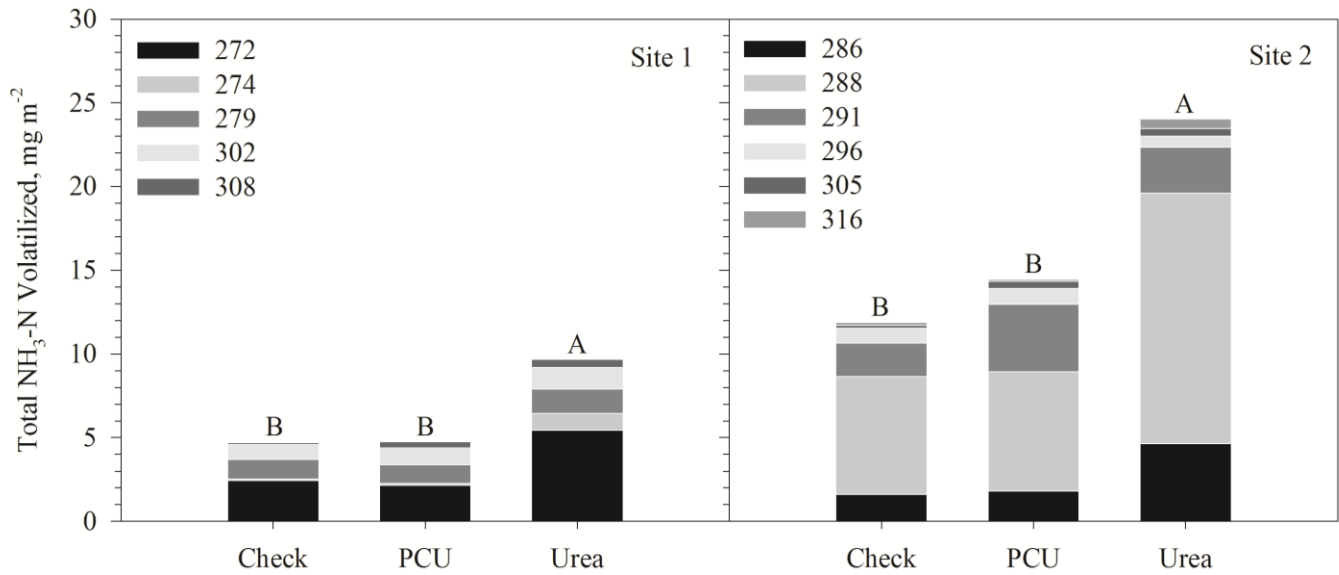 Total NH₃-N Volatilized, mg m⁻²
30
25
20
15
10
5
0
272
274
279
302
308
Site 1
B
B
A
Check
PCU
Urea
286
288
291
296
305
316
Site 2
B
B
A
Check
PCU
Urea